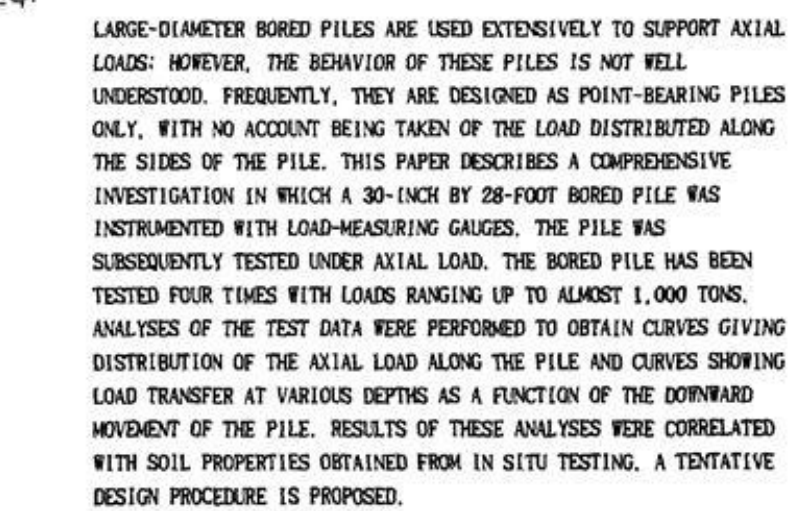 LARGE-DIAMETER BORED PILES ARE USED EXTENSIVELY TO SUPPORT AXIAL
LOADS; HOWEVER, THE BEHAVIOR OF THESE PILES IS NOT WELL
UNDERSTOOD. FREQUENTLY, THEY ARE DESIGNED AS POINT-BEARING PILES
ONLY, WITH NO ACCOUNT BEING TAKEN OF THE LOAD DISTRIBUTED ALONG
THE SIDES OF THE PILE. THIS PAPER DESCRIBES A COMPREHENSIVE
INVESTIGATION IN WHICH A 30-INCH BY 28-FOOT BORED PILE WAS
INSTRUMENTED WITH LOAD-MEASURING GAUGES. THE PILE WAS
SUBSEQUENTLY TESTED UNDER AXIAL LOAD. THE BORED PILE HAS BEEN
TESTED FOUR TIMES WITH LOADS RANGING UP TO ALMOST 1,000 TONS.
ANALYSES OF THE TEST DATA WERE PERFORMED TO OBTAIN CURVES GIVING
DISTRIBUTION OF THE AXIAL LOAD ALONG THE PILE AND CURVES SHOWING
LOAD TRANSFER AT VARIOUS DEPTHS AS A FUNCTION OF THE DOWNWARD
MOVEMENT OF THE PILE. RESULTS OF THESE ANALYSES WERE CORRELATED
WITH SOIL PROPERTIES OBTAINED FROM IN SITU TESTING. A TENTATIVE
DESIGN PROCEDURE IS PROPOSED.